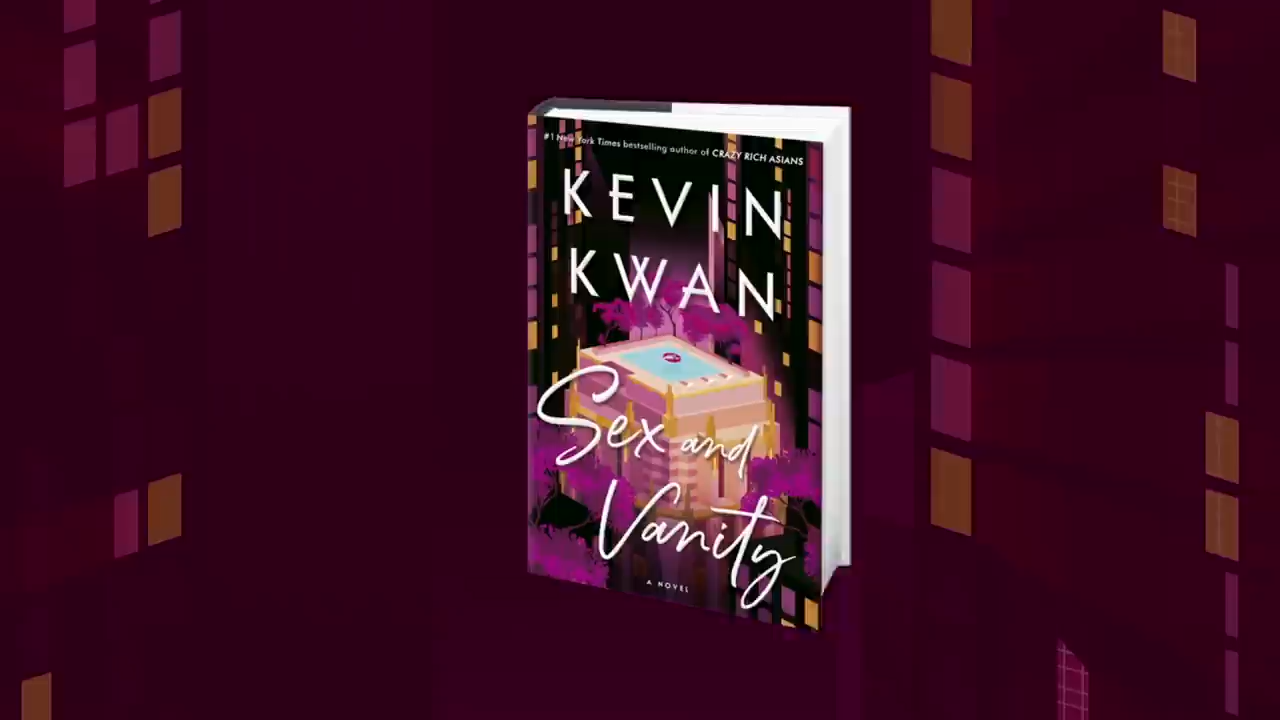 #1 New York Times bestselling author of CRAZY RICH ASIANS
KEVIN
KWAN
Sex and
Vanity
A NOVEL